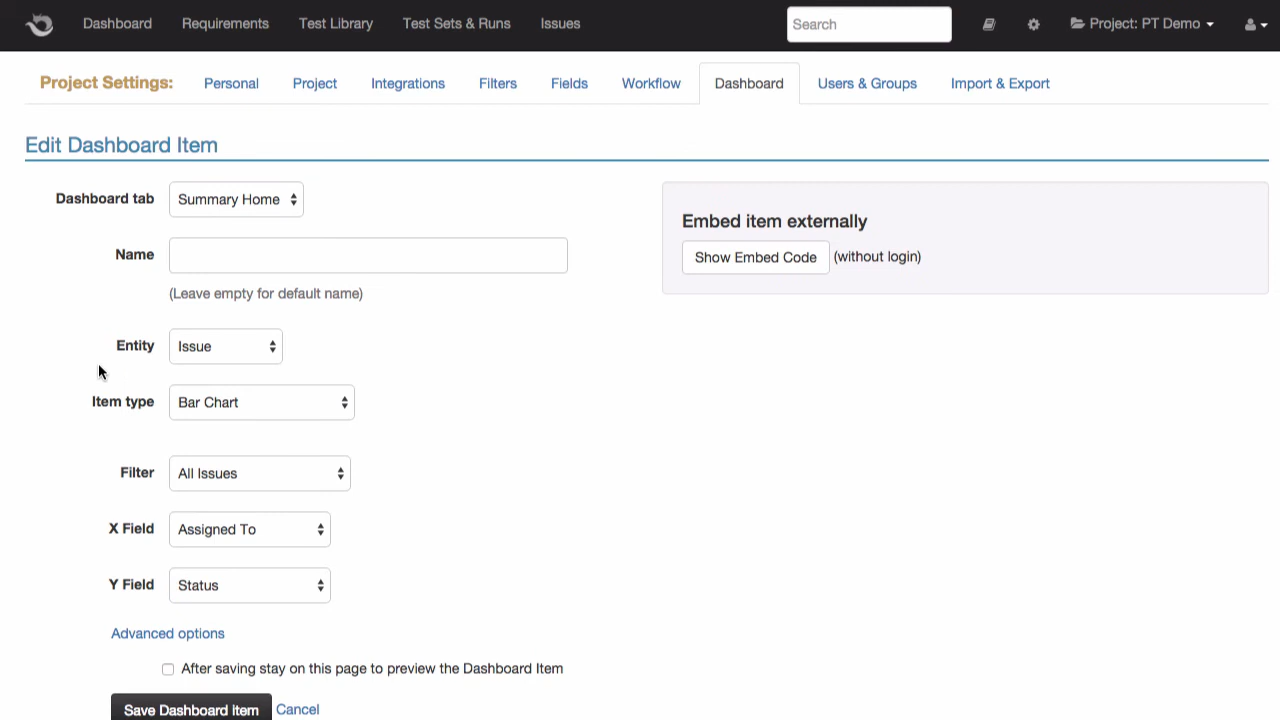 Dashboard Requirements Test Library Test Sets & Runs Issues Search Project: PT Demo
Project Settings: Personal Project Integrations Filters Fields Workflow Dashboard Users & Groups Import & Export
Edit Dashboard Item
Dashboard tab Summary Home
Name
(Leave empty for default name)
Entity Issue
Item type Bar Chart
Filter All Issues
X Field Assigned To
Y Field Status
Advanced options
After saving stay on this page to preview the Dashboard Item
Save Dashboard Item Cancel
Embed item externally
Show Embed Code (without login)